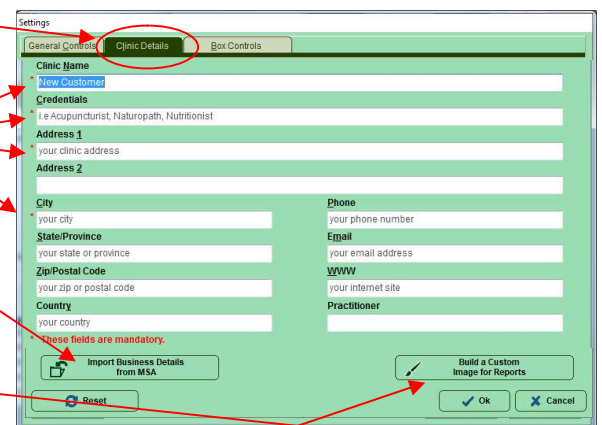 Settings
General Controls Clinic Details Box Controls
Clinic Name
* New Customer
Credentials
* i.e Acupuncturist, Naturopath, Nutritionist
Address 1
* your clinic address
Address 2
City Phone
* your city your phone number
State/Province Email
your state or province your email address
Zip/Postal Code WWW
your zip or postal code your internet site
Country Practitioner
your country
* These fields are mandatory.
Import Business Details
from MSA
Build a Custom
Image for Reports
Reset Ok Cancel